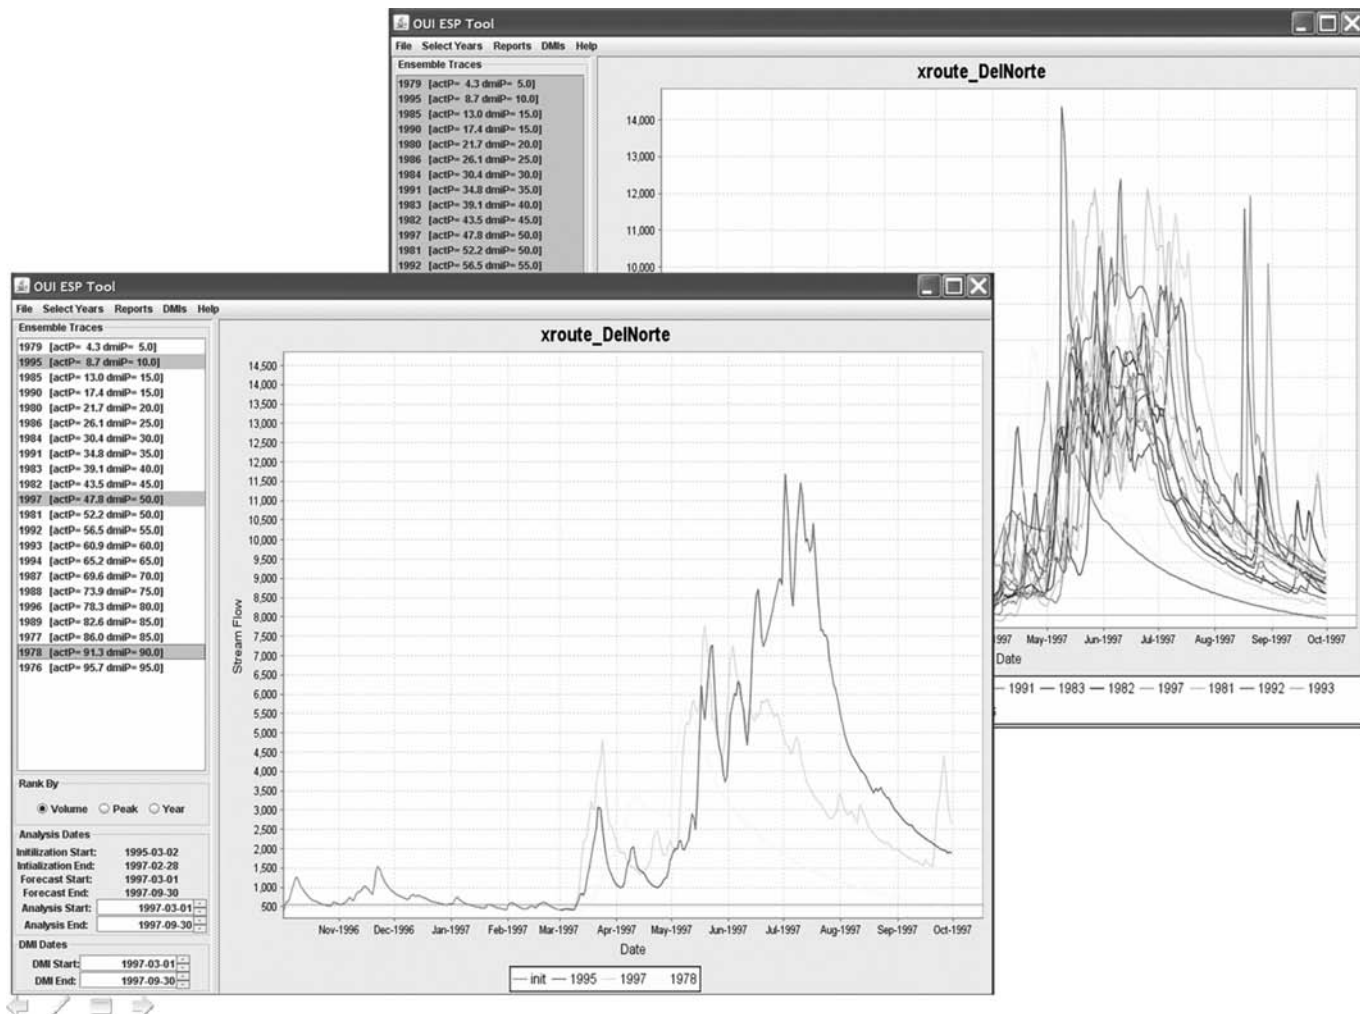 OUI ESP Tool
File Select Years Reports DMIs Help
Ensemble Traces
1979 [actP= 4.3 dmiP= 5.0]
1995 [actP= 8.7 dmiP= 10.0]
1985 [actP= 13.0 dmiP= 15.0]
1990 [actP= 17.4 dmiP= 15.0]
1980 [actP= 21.7 dmiP= 20.0]
1986 [actP= 26.1 dmiP= 25.0]
1984 [actP= 30.4 dmiP= 30.0]
1991 [actP= 34.8 dmiP= 35.0]
1983 [actP= 39.1 dmiP= 40.0]
1982 [actP= 43.5 dmiP= 45.0]
1997 [actP= 47.8 dmiP= 50.0]
1981 [actP= 52.2 dmiP= 50.0]
1992 [actP= 56.5 dmiP= 55.0]
xroute_DelNorte
14,000
13,000
12,000
11,000
10,000
997 May-1997 Jun-1997 Jul-1997 Aug-1997 Sep-1997 Oct-1997
Date
1991 1983 1982 1997 1981 1992 1993
OUI ESP Tool
File Select Years Reports DMIs Help
Ensemble Traces
1979 [actP= 4.3 dmiP= 5.0]
1995 [actP= 8.7 dmiP= 10.0]
1985 [actP= 13.0 dmiP= 15.0]
1990 [actP= 17.4 dmiP= 15.0]
1980 [actP= 21.7 dmiP= 20.0]
1986 [actP= 26.1 dmiP= 25.0]
1984 [actP= 30.4 dmiP= 30.0]
1991 [actP= 34.8 dmiP= 35.0]
1983 [actP= 39.1 dmiP= 40.0]
1982 [actP= 43.5 dmiP= 45.0]
1997 [actP= 47.8 dmiP= 50.0]
1981 [actP= 52.2 dmiP= 50.0]
1992 [actP= 56.5 dmiP= 55.0]
1993 [actP= 60.9 dmiP= 60.0]
1994 [actP= 65.2 dmiP= 65.0]
1987 [actP= 69.6 dmiP= 70.0]
1988 [actP= 73.9 dmiP= 75.0]
1996 [actP= 78.3 dmiP= 80.0]
1989 [actP= 82.6 dmiP= 85.0]
1977 [actP= 86.0 dmiP= 85.0]
1978 [actP= 91.3 dmiP= 90.0]
1976 [actP= 95.7 dmiP= 95.0]
Rank By
Volume Peak Year
Analysis Dates
Initilization Start: 1995-03-02
Intialization End: 1997-02-28
Forecast Start: 1997-03-01
Forecast End: 1997-09-30
Analysis Start: 1997-03-01
Analysis End: 1997-09-30
DMI Dates
DMI Start: 1997-03-01
DMI End: 1997-09-30
xroute_DelNorte
14,500
14,000
13,500
13,000
12,500
12,000
11,500
11,000
10,500
10,000
9,500
9,000
8,500
8,000
7,500
7,000
6,500
6,000
5,500
5,000
4,500
4,000
3,500
3,000
2,500
2,000
1,500
1,000
500
Stream Flow
Nov-1996 Dec-1996 Jan-1997 Feb-1997 Mar-1997 Apr-1997 May-1997 Jun-1997 Jul-1997 Aug-1997 Sep-1997 Oct-1997
Date
init 1995 1997 1978